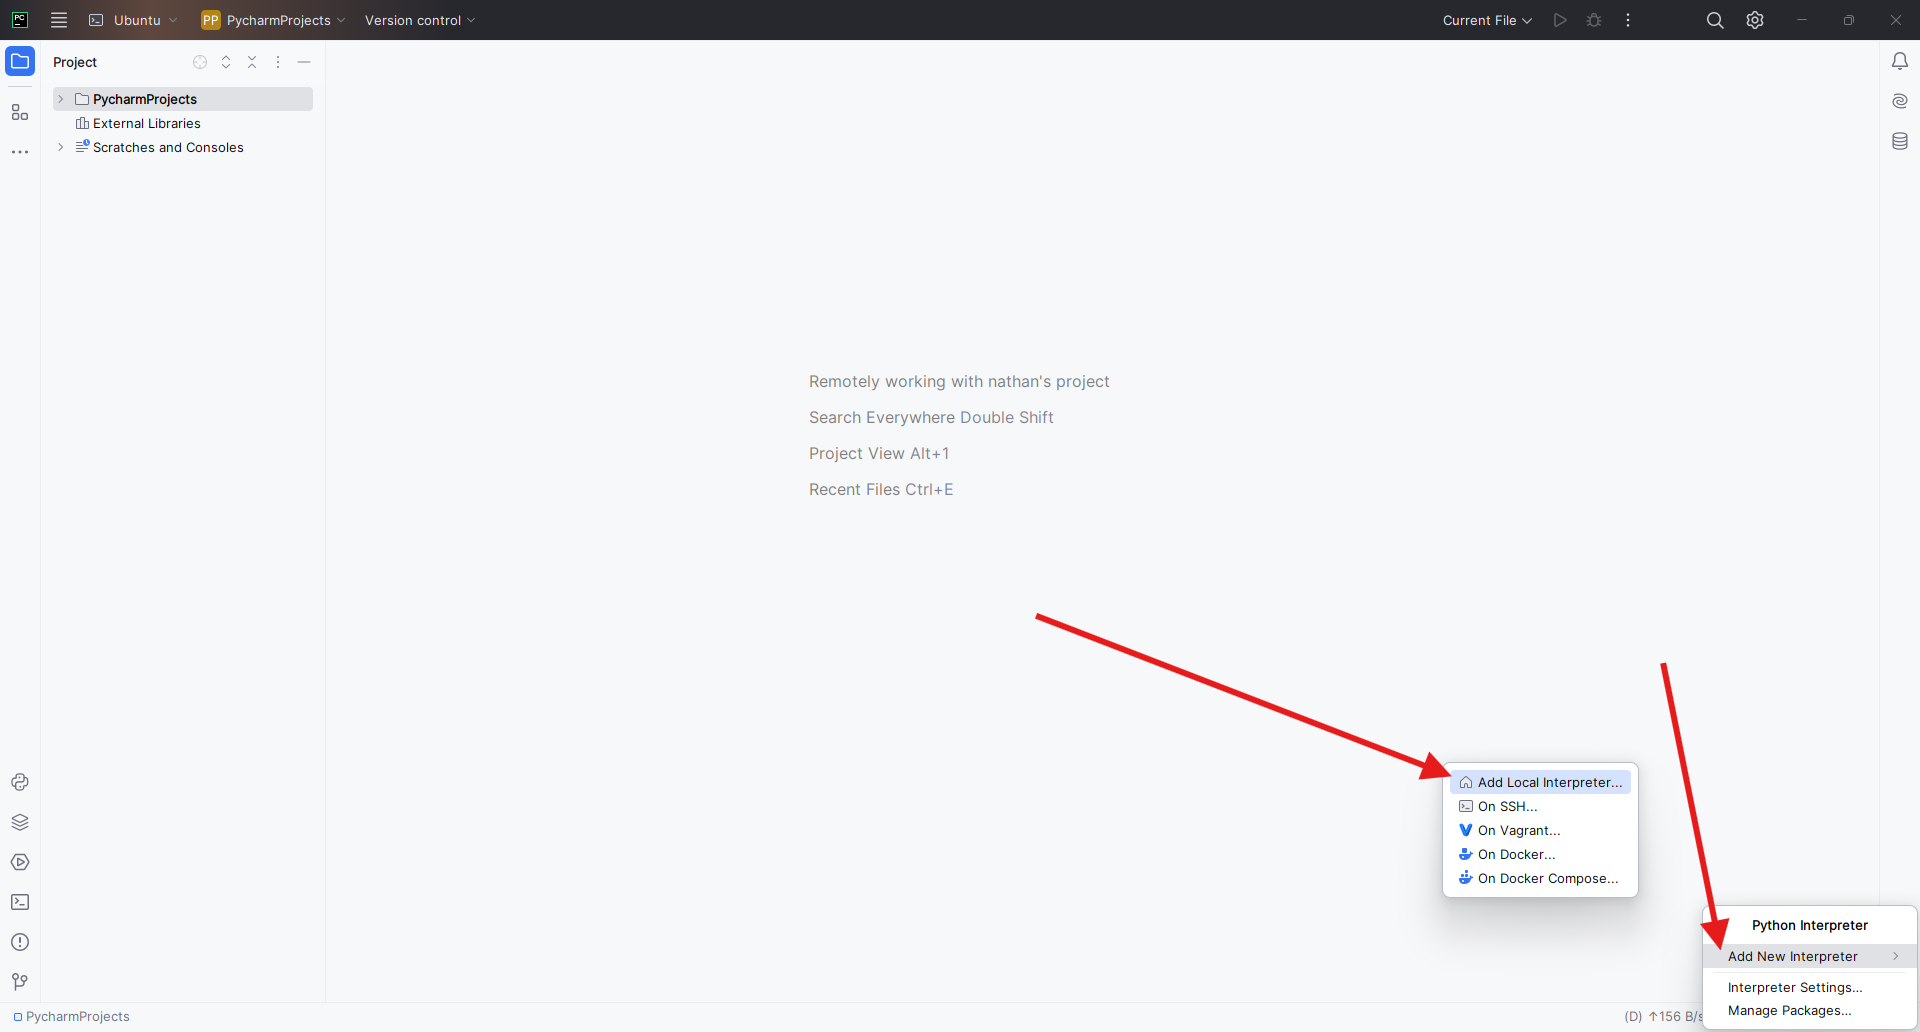 PC
Ubuntu
PP PycharmProjects
Version control
Current File
Project
PycharmProjects
External Libraries
Scratches and Consoles
Remotely working with nathan's project
Search Everywhere Double Shift
Project View Alt+1
Recent Files Ctrl+E
Add Local Interpreter...
On SSH...
On Vagrant...
On Docker...
On Docker Compose...
Python Interpreter
Add New Interpreter
Interpreter Settings...
Manage Packages...
PycharmProjects
(D) ↑156 B/s